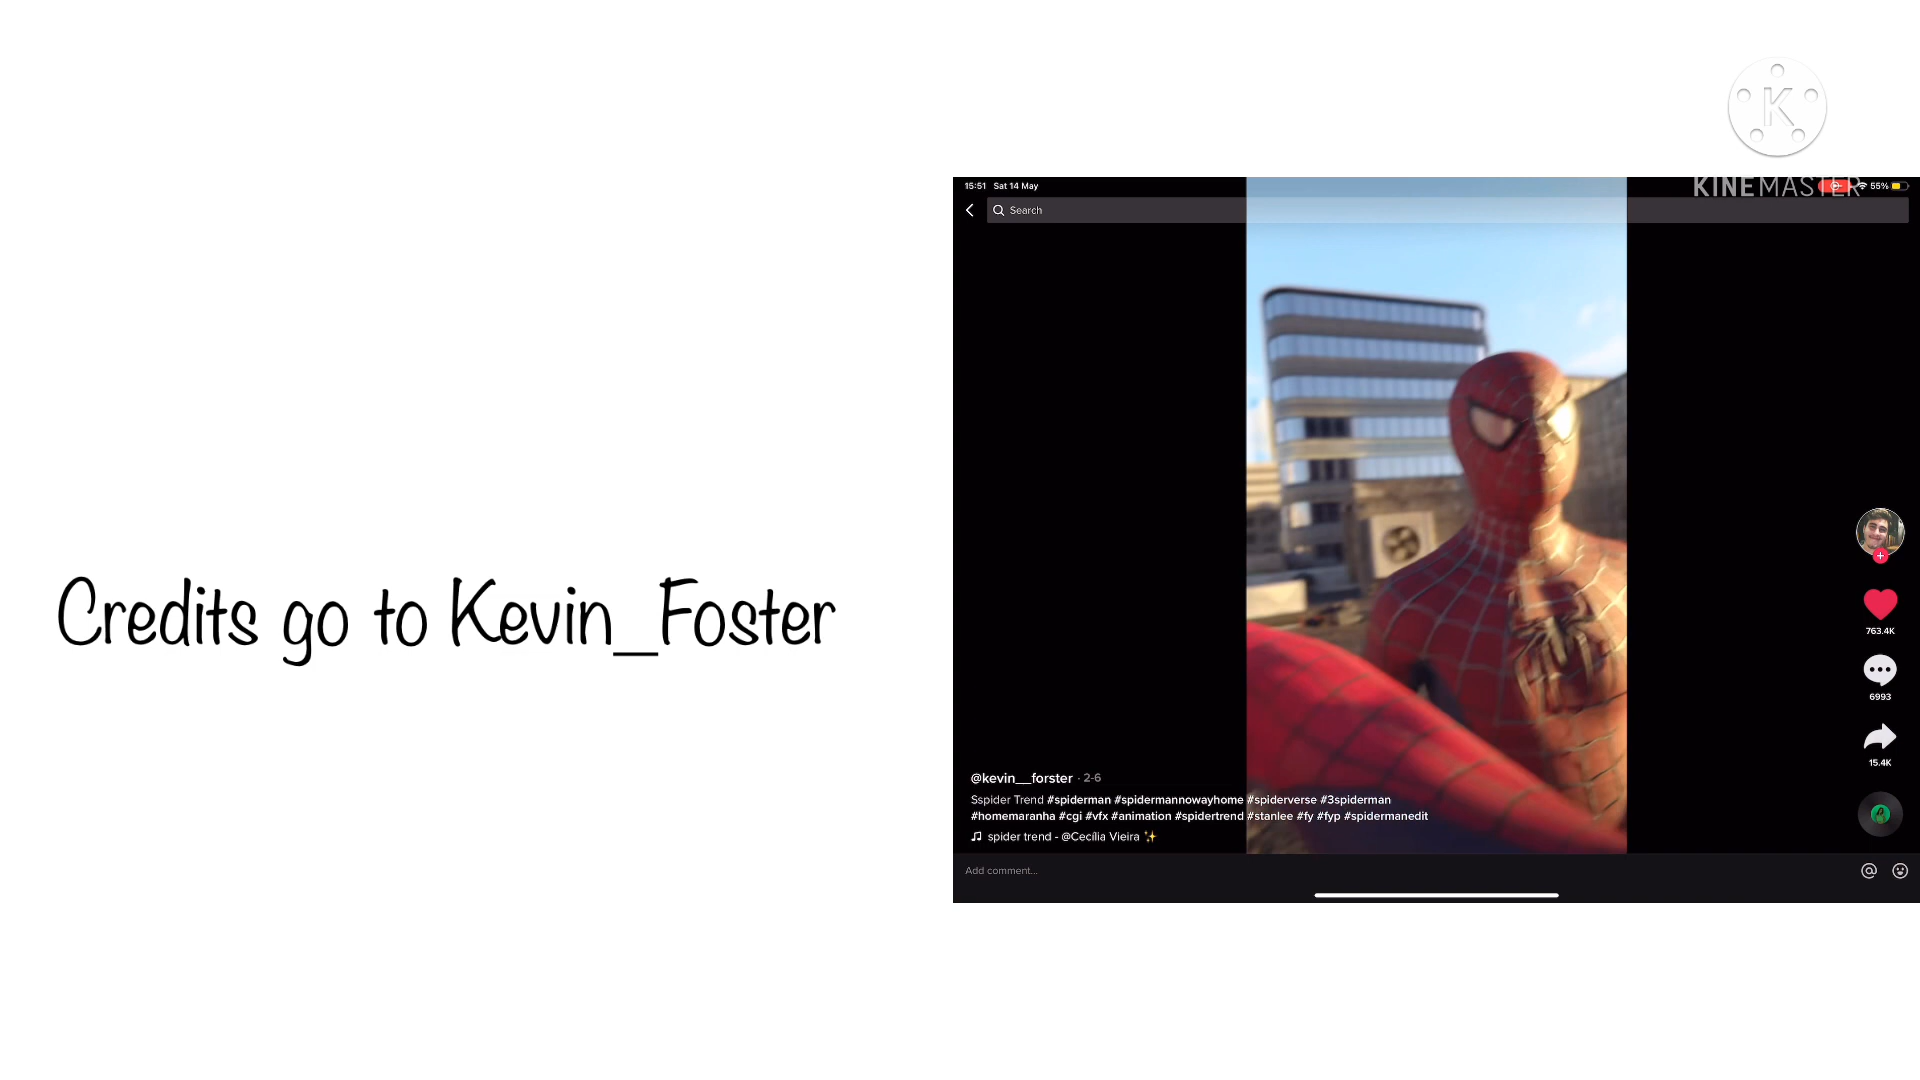 K
KINEMASTER
15:51 Sat 14 May
55%
Search
Credits go to Kevin_Foster
763.4K
6993
15.4K
@kevin__forster · 2-6
Sspider Trend #spiderman #spidermannowayhome #spiderverse #3spiderman
#homemaranha #cgi #vfx #animation #spidertrend #stanlee #fy #fyp #spidermanedit
spider trend - @Cecília Vieira ✨
Add comment...